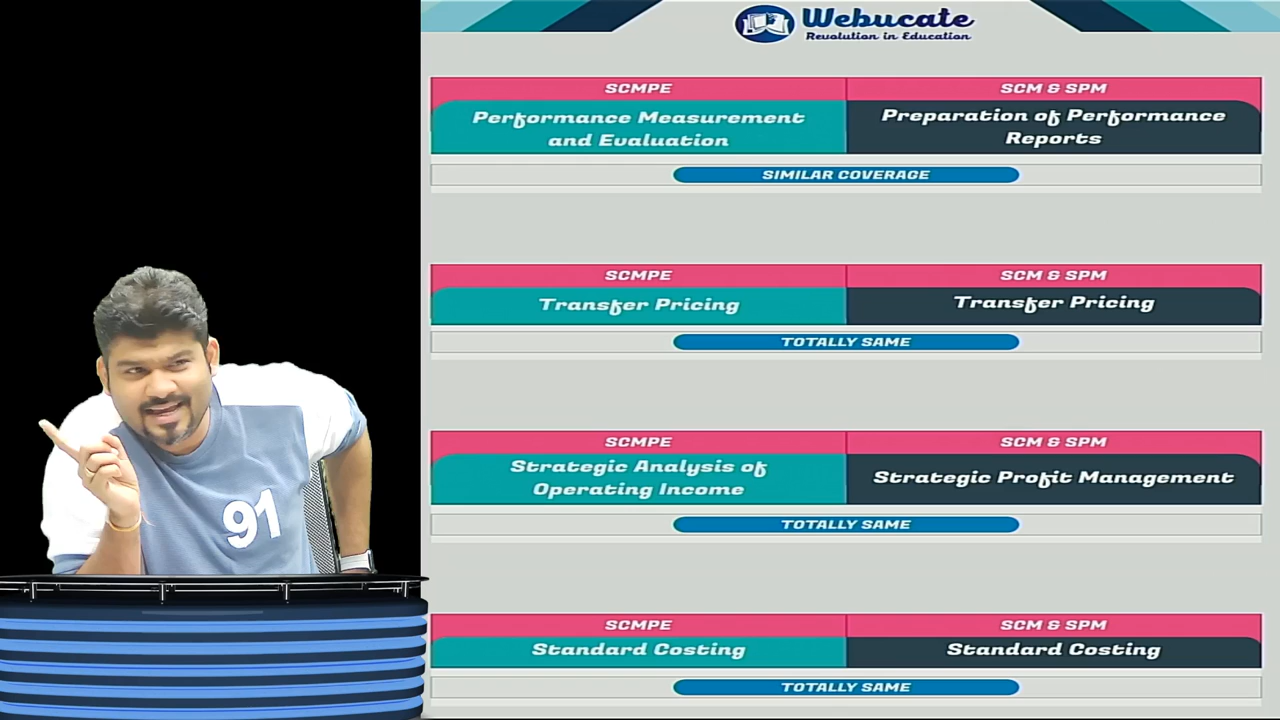 Webucate
Revolution in Education
SCMPE
SCM & SPM
Performance Measurement
and Evaluation
Preparation of Performance
Reports
SIMILAR COVERAGE
SCMPE
SCM & SPM
Transfer Pricing
Transfer Pricing
TOTALLY SAME
SCMPE
SCM & SPM
Strategic Analysis of
Operating Income
Strategic Profit Management
TOTALLY SAME
SCMPE
SCM & SPM
Standard Costing
Standard Costing
TOTALLY SAME
91